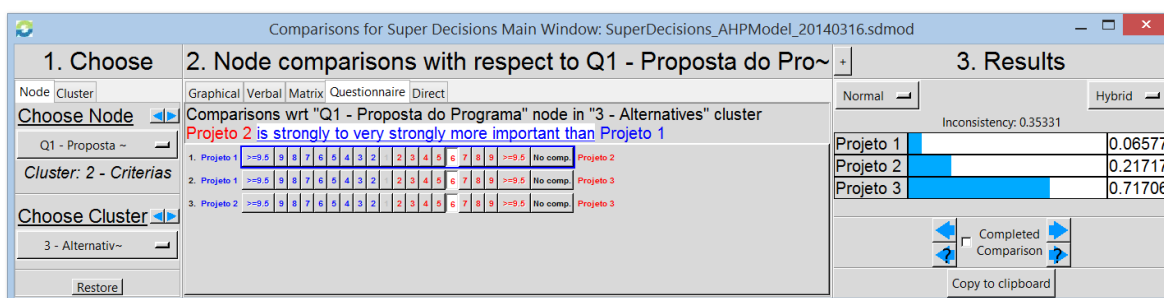 Comparisons for Super Decisions Main Window: SuperDecisions_AHPModel_20140316.sdmod
1. Choose
Node Cluster
Choose Node
Q1 - Proposta ~
Cluster: 2 - Criterias
Choose Cluster
3 - Alternativ~
Restore
2. Node comparisons with respect to Q1 - Proposta do Pro~ +
Graphical Verbal Matrix Questionnaire Direct
Comparisons wrt "Q1 - Proposta do Programa" node in "3 - Alternatives" cluster
Projeto 2 is strongly to very strongly more important than Projeto 1
1. Projeto 1 >=9.5 9 8 7 6 5 4 3 2 1 2 3 4 5 6 7 8 9 >=9.5 No comp. Projeto 2
2. Projeto 1 >=9.5 9 8 7 6 5 4 3 2 1 2 3 4 5 6 7 8 9 >=9.5 No comp. Projeto 3
3. Projeto 2 >=9.5 9 8 7 6 5 4 3 2 1 2 3 4 5 6 7 8 9 >=9.5 No comp. Projeto 3
3. Results
Normal Hybrid
Inconsistency: 0.35331
Projeto 1 0.06577
Projeto 2 0.21717
Projeto 3 0.71706
Completed
Comparison
? ?
Copy to clipboard